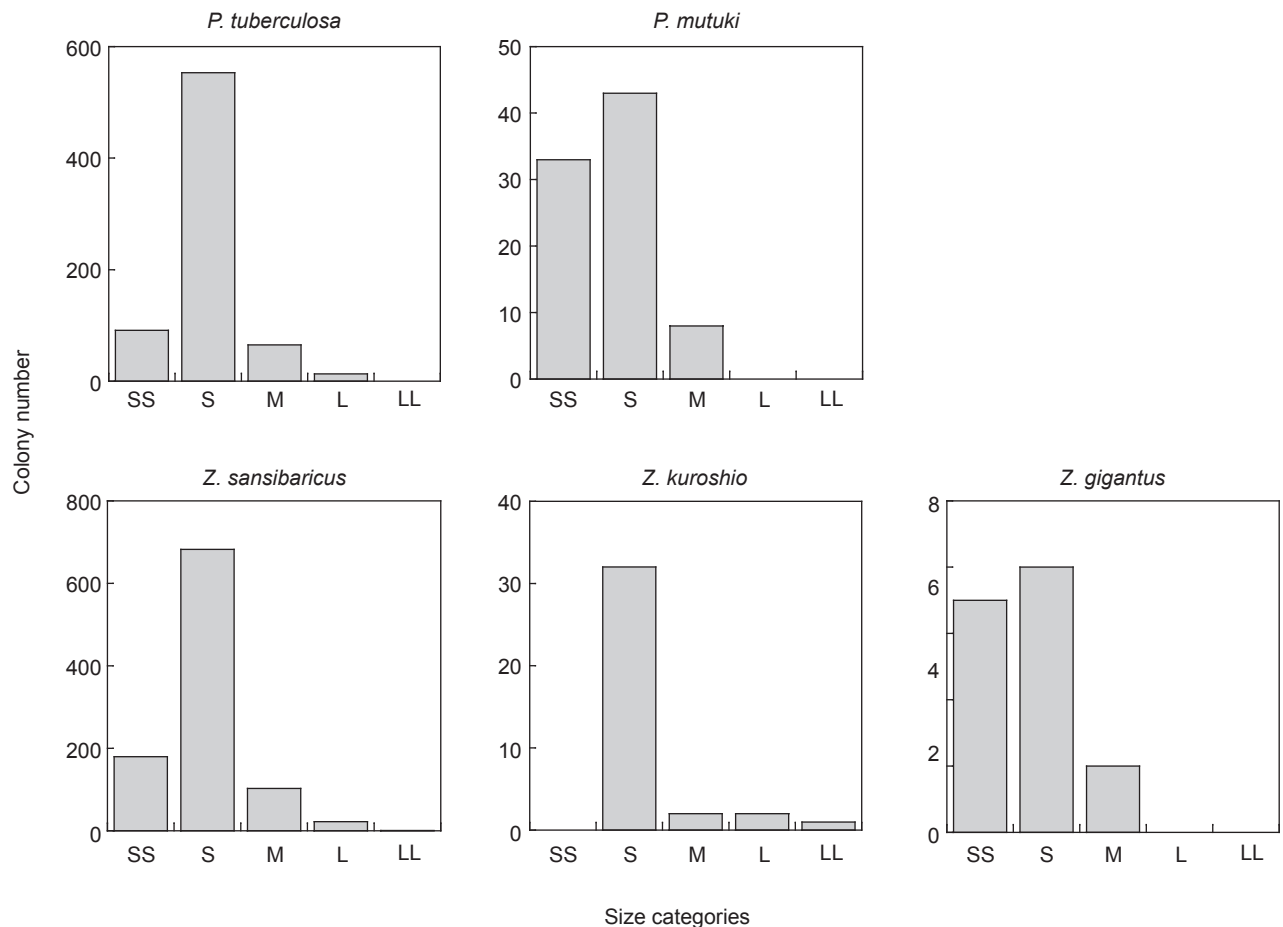 P. tuberculosa
600
400
200
0
SS S M L LL
P. mutuki
50
40
30
20
10
0
SS S M L LL
Colony number
Z. sansibaricus
800
600
400
200
0
SS S M L LL
Z. kuroshio
40
30
20
10
0
SS S M L LL
Z. gigantus
8
6
4
2
0
SS S M L LL
Size categories